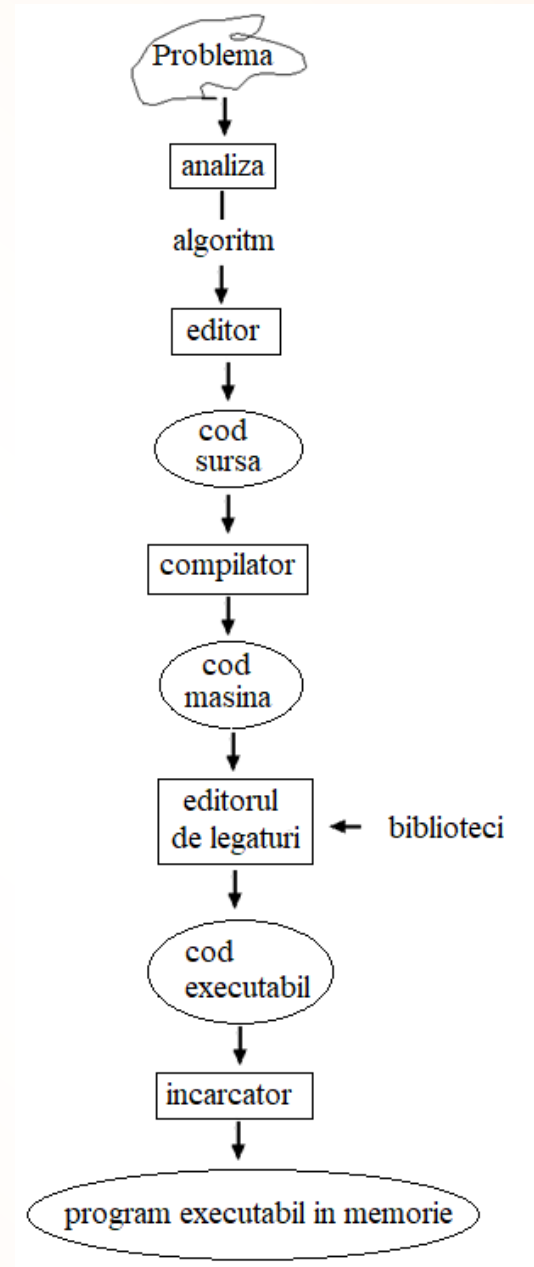 Problema
analiza
algoritm
editor
cod
sursa
compilator
cod
masina
editorul
de legaturi
biblioteci
cod
executabil
incarcator
program executabil in memorie